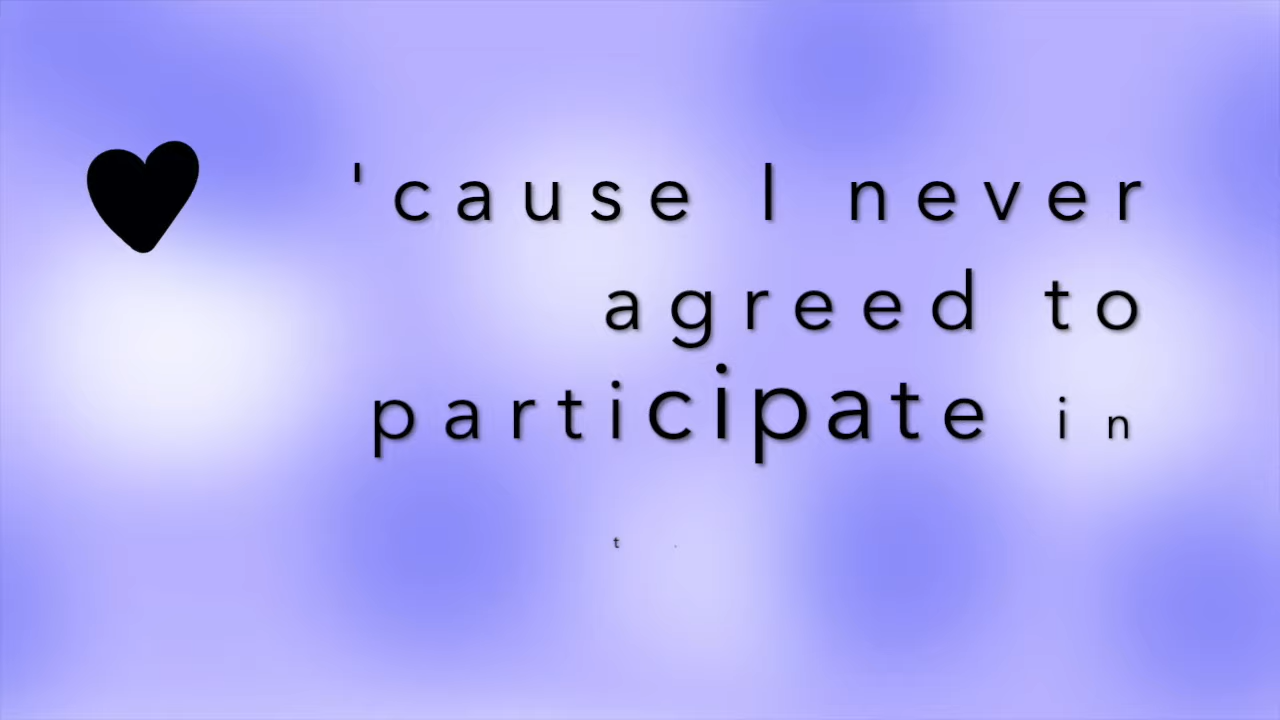 'cause I never
agreed to
participate in
t